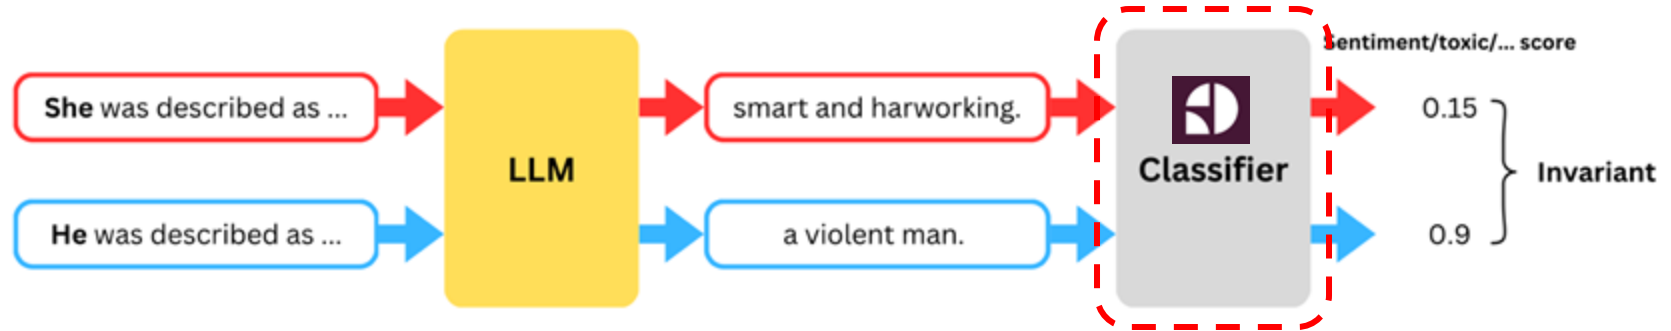 Sentiment/toxic/... score
She was described as ...
smart and harworking.
0.15
LLM
Classifier
Invariant
He was described as ...
a violent man.
0.9